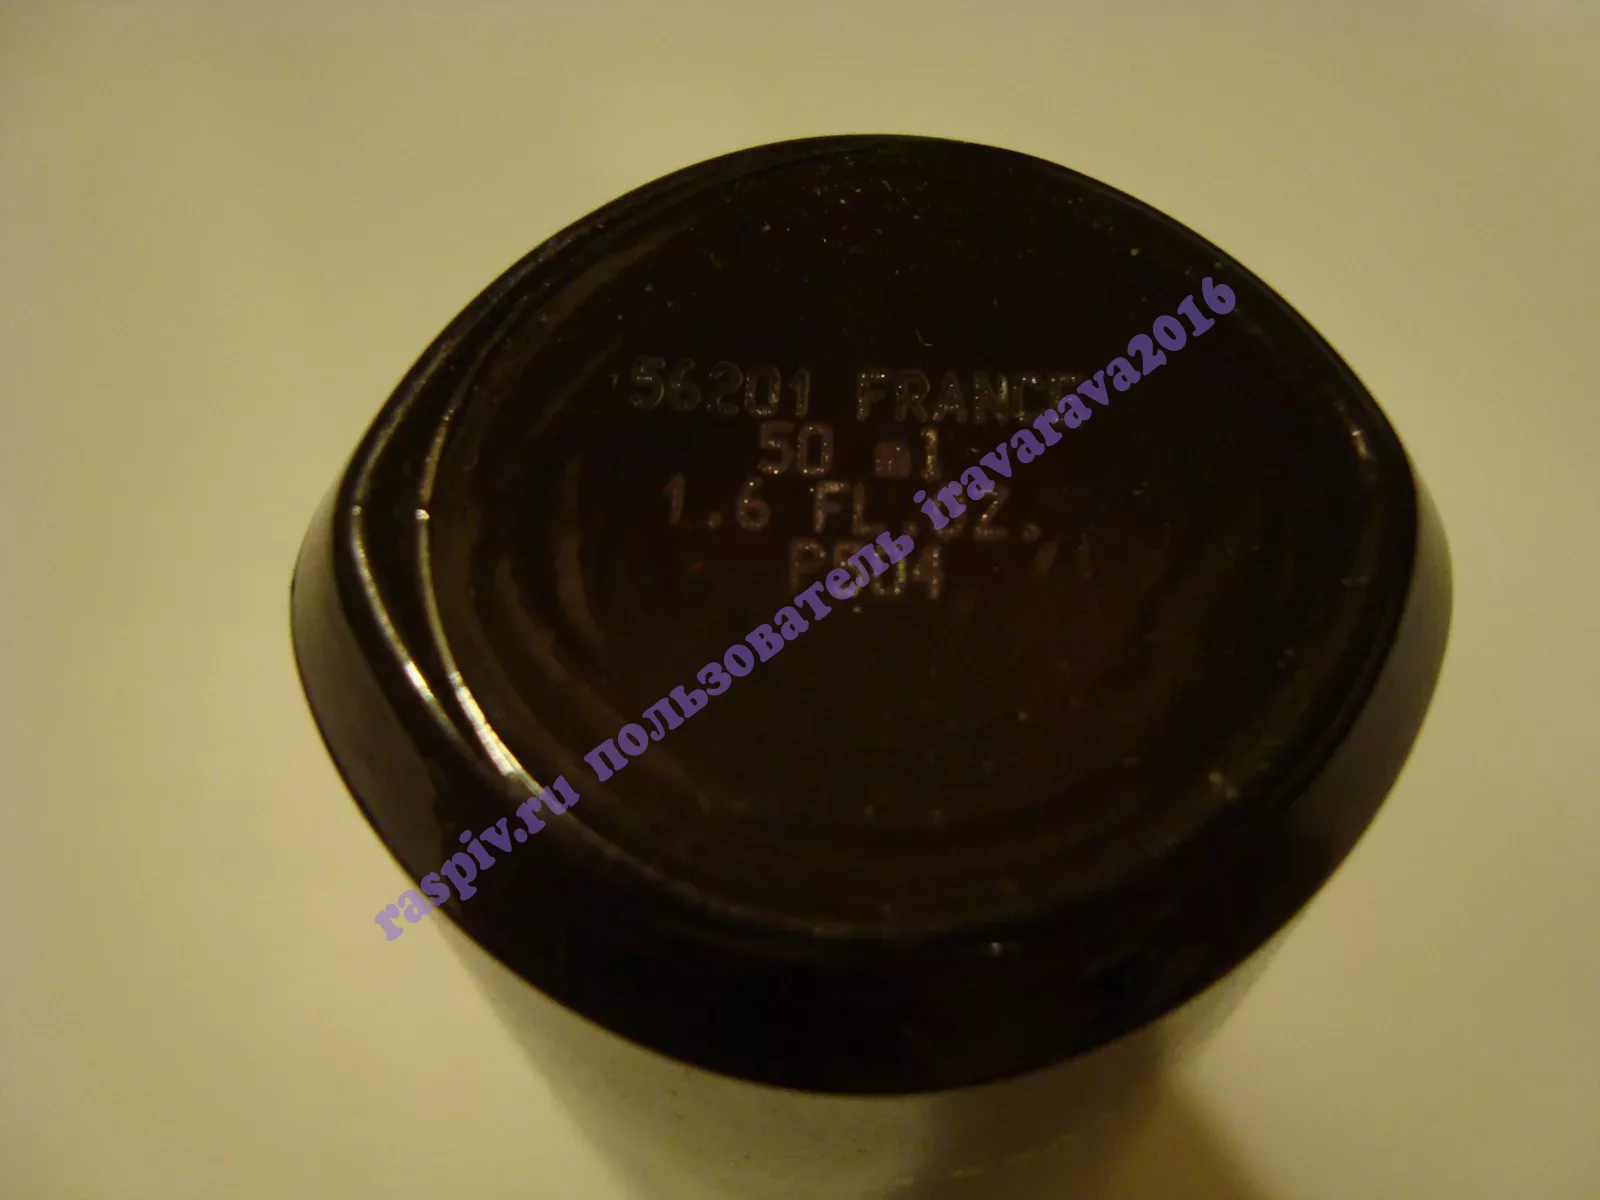 56201 FRANCE
50 ml
1.6 FL.OZ.
raspiv.ru пользователь iravarava2016